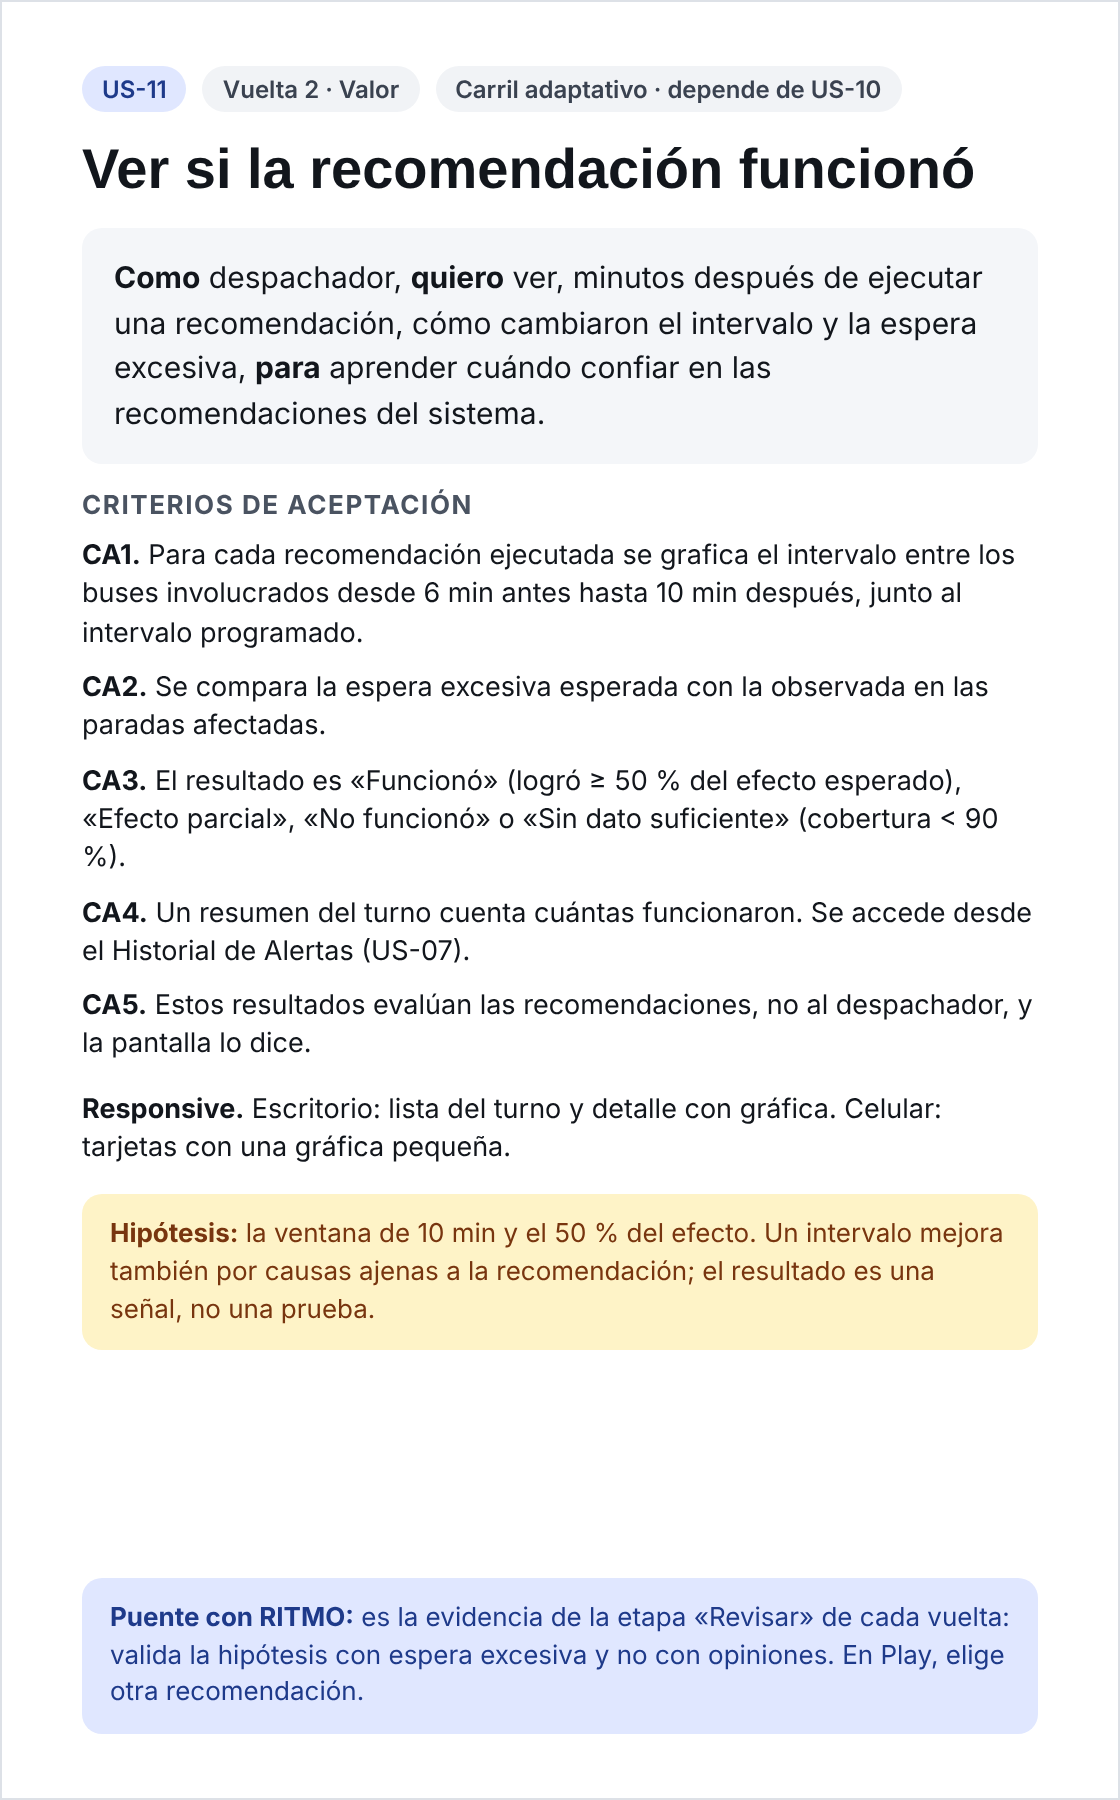 US-11 Vuelta 2 · Valor Carril adaptativo · depende de US-10
Ver si la recomendación funcionó
Como despachador, quiero ver, minutos después de ejecutar
una recomendación, cómo cambiaron el intervalo y la espera
excesiva, para aprender cuándo confiar en las
recomendaciones del sistema.
CRITERIOS DE ACEPTACIÓN
CA1. Para cada recomendación ejecutada se grafica el intervalo entre los
buses involucrados desde 6 min antes hasta 10 min después, junto al
intervalo programado.
CA2. Se compara la espera excesiva esperada con la observada en las
paradas afectadas.
CA3. El resultado es «Funcionó» (logró ≥ 50 % del efecto esperado),
«Efecto parcial», «No funcionó» o «Sin dato suficiente» (cobertura < 90
%).
CA4. Un resumen del turno cuenta cuántas funcionaron. Se accede desde
el Historial de Alertas (US-07).
CA5. Estos resultados evalúan las recomendaciones, no al despachador, y
la pantalla lo dice.
Responsive. Escritorio: lista del turno y detalle con gráfica. Celular:
tarjetas con una gráfica pequeña.
Hipótesis: la ventana de 10 min y el 50 % del efecto. Un intervalo mejora
también por causas ajenas a la recomendación; el resultado es una
señal, no una prueba.
Puente con RITMO: es la evidencia de la etapa «Revisar» de cada vuelta:
valida la hipótesis con espera excesiva y no con opiniones. En Play, elige
otra recomendación.